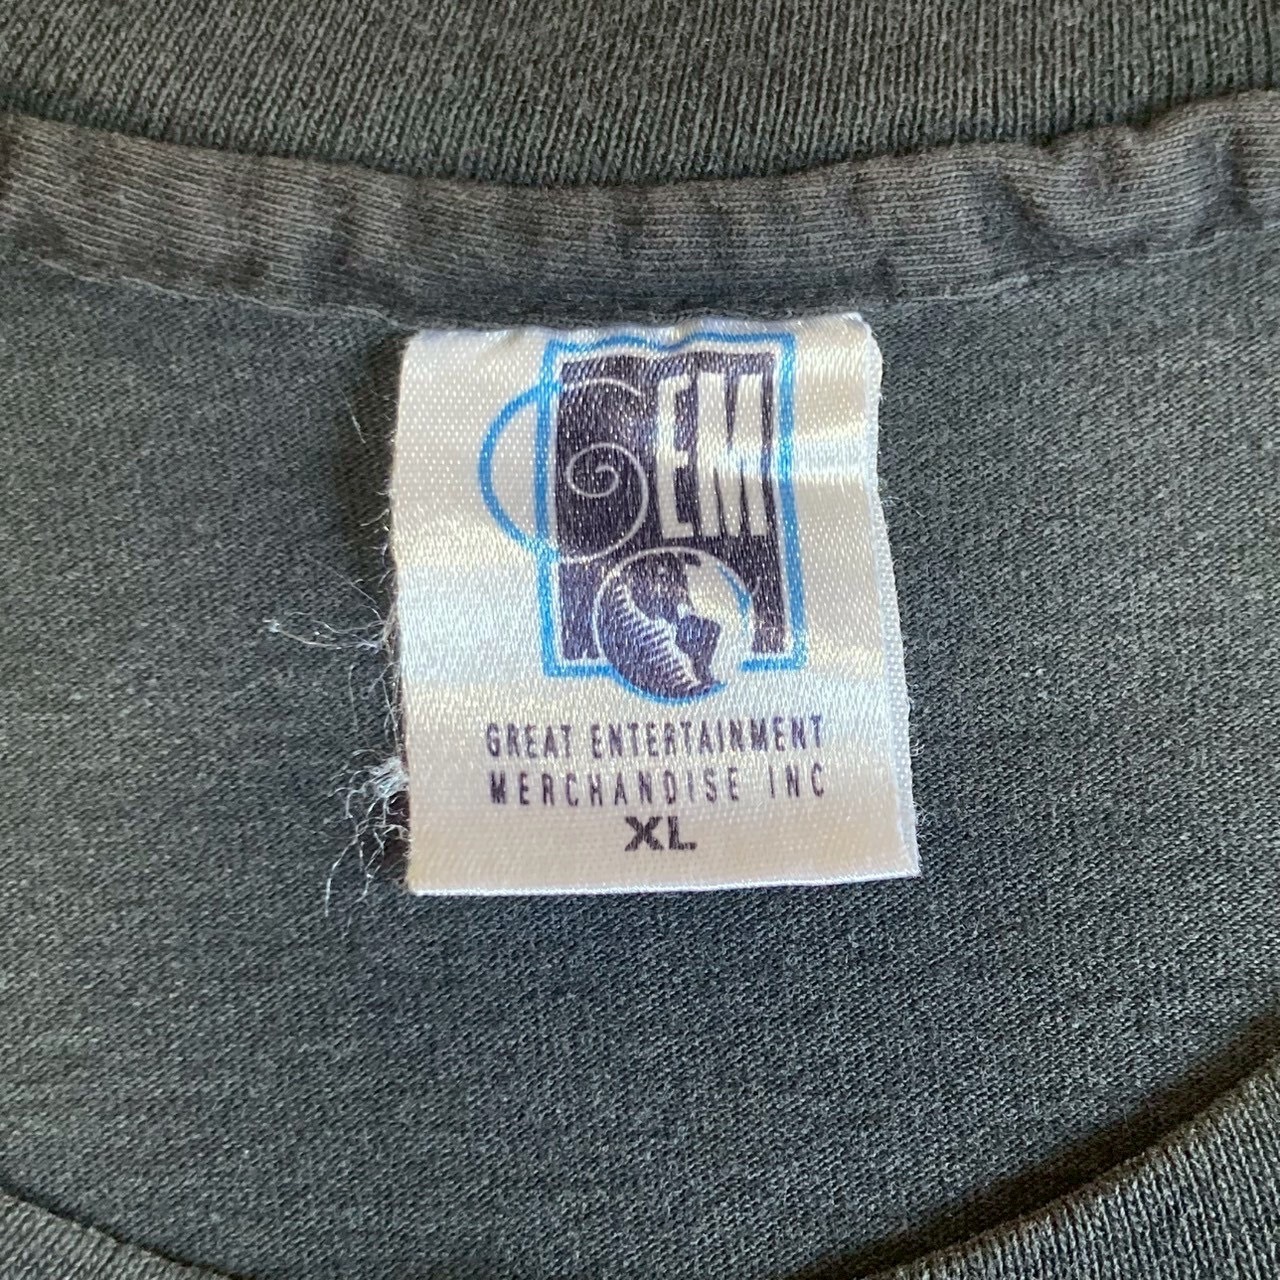 GEM
GREAT ENTERTAINMENT
MERCHANDISE INC
XL